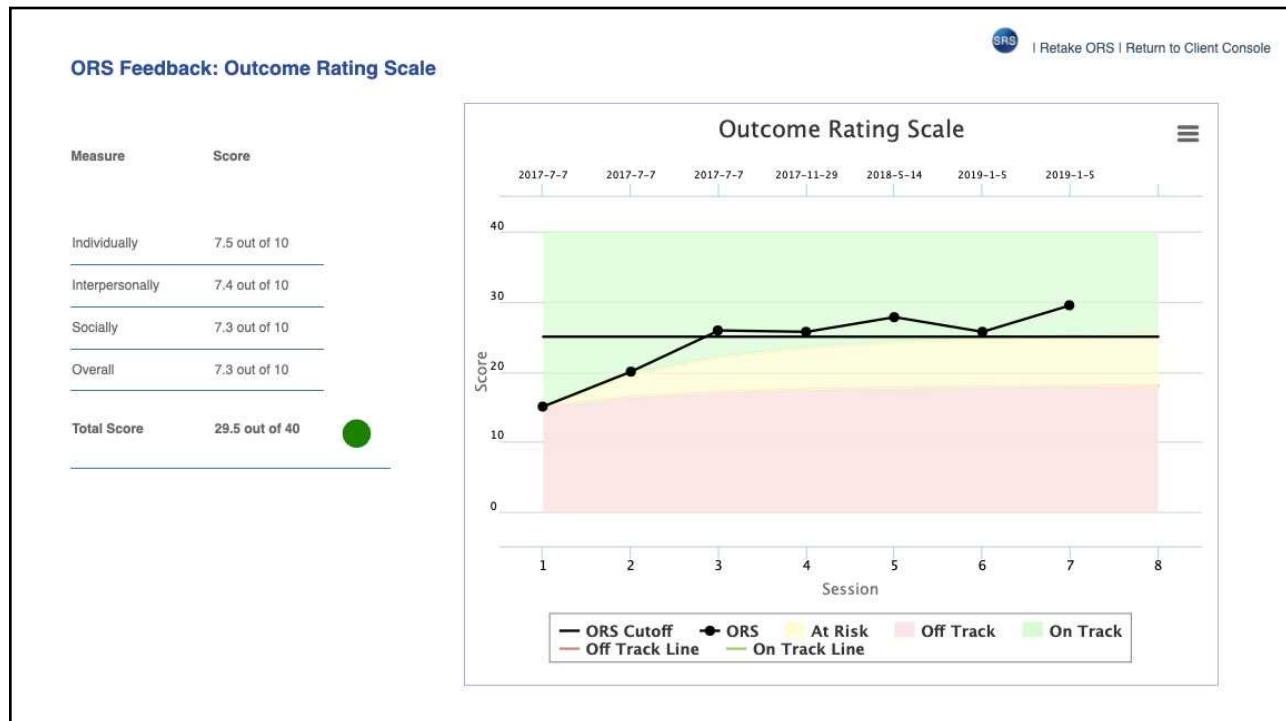 SRS | Retake ORS | Return to Client Console
ORS Feedback: Outcome Rating Scale
Measure Score
Individually 7.5 out of 10
Interpersonally 7.4 out of 10
Socially 7.3 out of 10
Overall 7.3 out of 10
Total Score 29.5 out of 40
Outcome Rating Scale
2017-7-7 2017-7-7 2017-7-7 2017-11-29 2018-5-14 2019-1-5 2019-1-5
40
30
20
10
0
Score
1 2 3 4 5 6 7 8
Session
ORS Cutoff ORS At Risk Off Track On Track
Off Track Line On Track Line